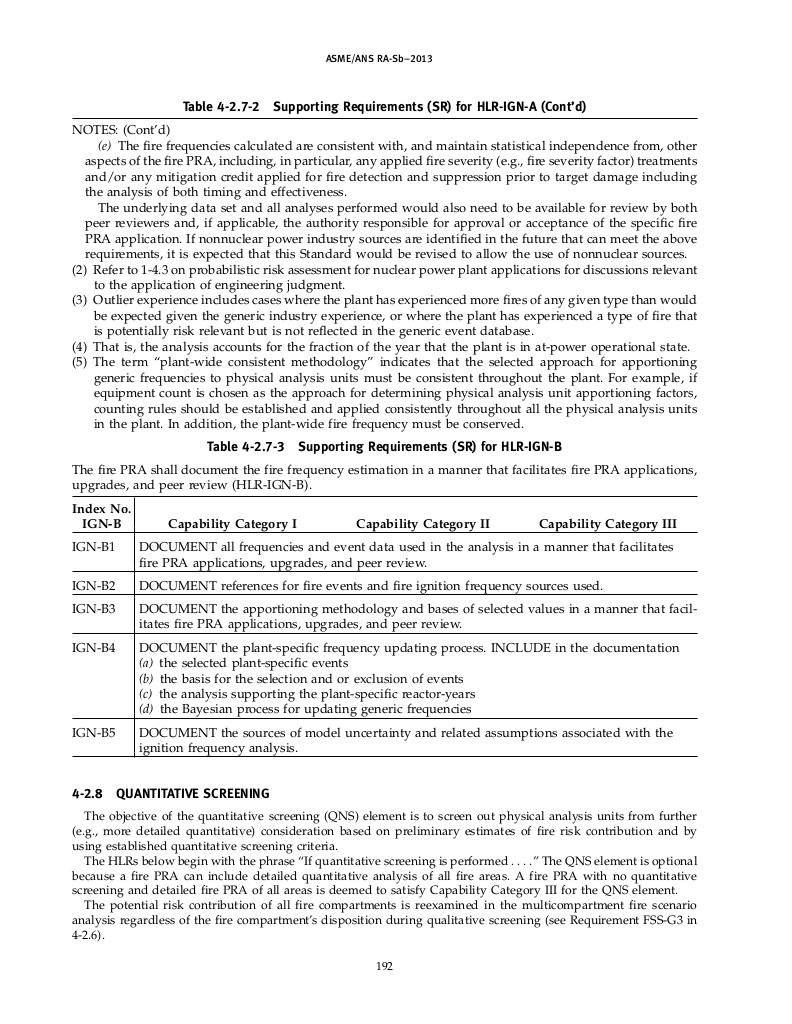 ASME/ANS RA-Sb–2013
Table 4-2.7-2 Supporting Requirements (SR) for HLR-IGN-A (Cont’d)
NOTES: (Cont’d)
(e) The fire frequencies calculated are consistent with, and maintain statistical independence from, other
aspects of the fire PRA, including, in particular, any applied fire severity (e.g., fire severity factor) treatments
and/or any mitigation credit applied for fire detection and suppression prior to target damage including
the analysis of both timing and effectiveness.
The underlying data set and all analyses performed would also need to be available for review by both
peer reviewers and, if applicable, the authority responsible for approval or acceptance of the specific fire
PRA application. If nonnuclear power industry sources are identified in the future that can meet the above
requirements, it is expected that this Standard would be revised to allow the use of nonnuclear sources.
(2) Refer to 1-4.3 on probabilistic risk assessment for nuclear power plant applications for discussions relevant
to the application of engineering judgment.
(3) Outlier experience includes cases where the plant has experienced more fires of any given type than would
be expected given the generic industry experience, or where the plant has experienced a type of fire that
is potentially risk relevant but is not reflected in the generic event database.
(4) That is, the analysis accounts for the fraction of the year that the plant is in at-power operational state.
(5) The term “plant-wide consistent methodology” indicates that the selected approach for apportioning
generic frequencies to physical analysis units must be consistent throughout the plant. For example, if
equipment count is chosen as the approach for determining physical analysis unit apportioning factors,
counting rules should be established and applied consistently throughout all the physical analysis units
in the plant. In addition, the plant-wide fire frequency must be conserved.
Table 4-2.7-3 Supporting Requirements (SR) for HLR-IGN-B
The fire PRA shall document the fire frequency estimation in a manner that facilitates fire PRA applications,
upgrades, and peer review (HLR-IGN-B).
Index No.
IGN-B Capability Category I Capability Category II Capability Category III
IGN-B1 DOCUMENT all frequencies and event data used in the analysis in a manner that facilitates
fire PRA applications, upgrades, and peer review.
IGN-B2 DOCUMENT references for fire events and fire ignition frequency sources used.
IGN-B3 DOCUMENT the apportioning methodology and bases of selected values in a manner that facil-
itates fire PRA applications, upgrades, and peer review.
IGN-B4 DOCUMENT the plant-specific frequency updating process. INCLUDE in the documentation
(a) the selected plant-specific events
(b) the basis for the selection and or exclusion of events
(c) the analysis supporting the plant-specific reactor-years
(d) the Bayesian process for updating generic frequencies
IGN-B5 DOCUMENT the sources of model uncertainty and related assumptions associated with the
ignition frequency analysis.
4-2.8 QUANTITATIVE SCREENING
The objective of the quantitative screening (QNS) element is to screen out physical analysis units from further
(e.g., more detailed quantitative) consideration based on preliminary estimates of fire risk contribution and by
using established quantitative screening criteria.
The HLRs below begin with the phrase “If quantitative screening is performed . . . .” The QNS element is optional
because a fire PRA can include detailed quantitative analysis of all fire areas. A fire PRA with no quantitative
screening and detailed fire PRA of all areas is deemed to satisfy Capability Category III for the QNS element.
The potential risk contribution of all fire compartments is reexamined in the multicompartment fire scenario
analysis regardless of the fire compartment’s disposition during qualitative screening (see Requirement FSS-G3 in
4-2.6).
192